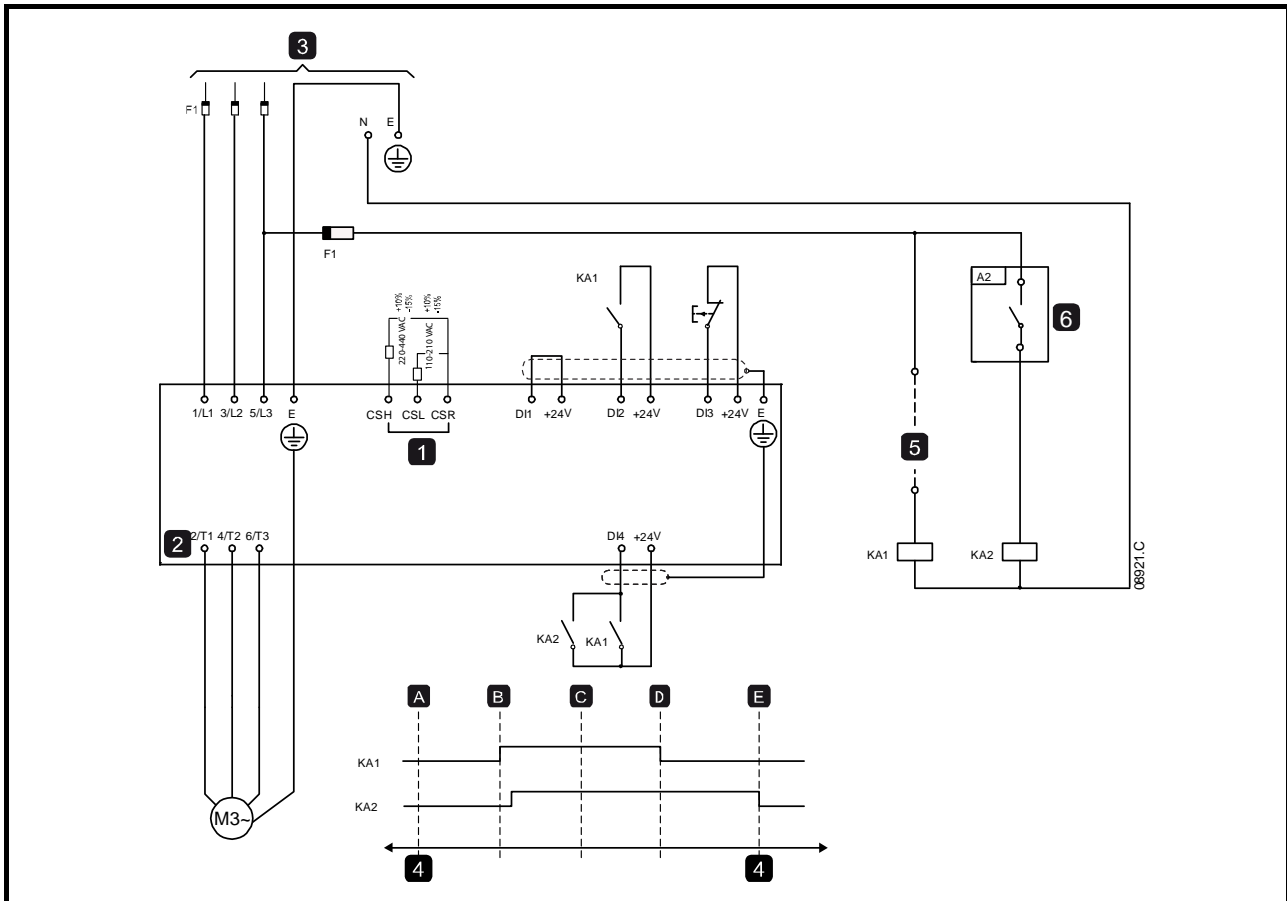 3
F1
N E
F1
KA1
A2
6
220-440 VAC +10% -15%
110-210 VAC +10% -15%
1/L1 3/L2 5/L3 E
CSH CSL CSR
DI1 +24V DI2 +24V DI3 +24V E
1
5
2
2/T1 4/T2 6/T3
DI4 +24V
KA1
KA2
08921.C
KA2 KA1
A B C D E
KA1
KA2
M3~
4 4